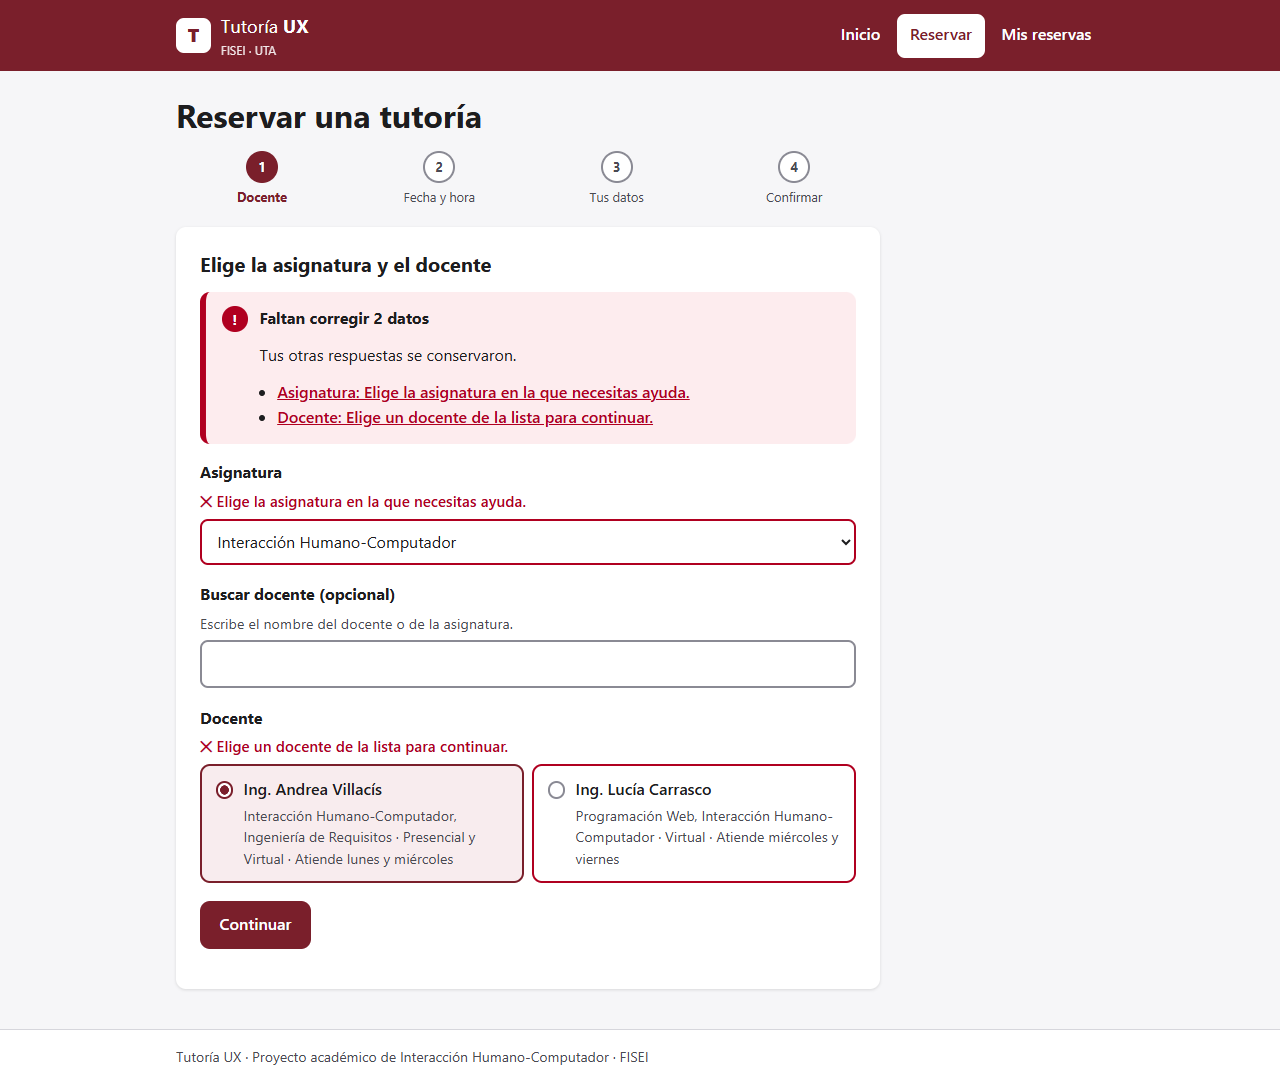 T
Tutoría UX
FISEI · UTA
Inicio
Reservar
Mis reservas
Reservar una tutoría
1
Docente
2
Fecha y hora
3
Tus datos
4
Confirmar
Elige la asignatura y el docente
!
Faltan corregir 2 datos
Tus otras respuestas se conservaron.
Asignatura: Elige la asignatura en la que necesitas ayuda.
Docente: Elige un docente de la lista para continuar.
Asignatura
Elige la asignatura en la que necesitas ayuda.
Interacción Humano-Computador
Buscar docente (opcional)
Escribe el nombre del docente o de la asignatura.
Docente
Elige un docente de la lista para continuar.
Ing. Andrea Villacís
Interacción Humano-Computador,
Ingeniería de Requisitos · Presencial y
Virtual · Atiende lunes y miércoles
Ing. Lucía Carrasco
Programación Web, Interacción Humano-
Computador · Virtual · Atiende miércoles y
viernes
Continuar
Tutoría UX · Proyecto académico de Interacción Humano-Computador · FISEI